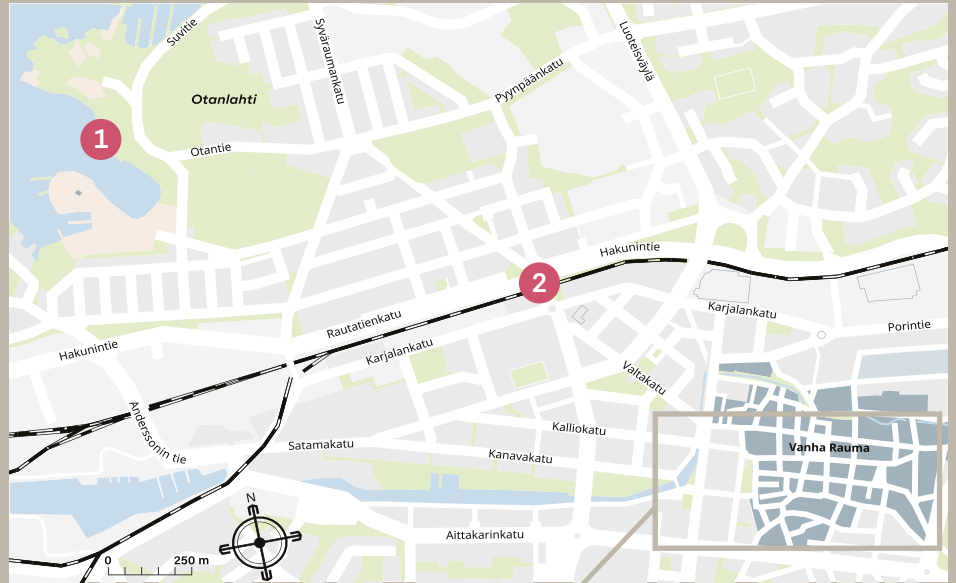 Suvitie
Syväraumankatu
Luoteisväylä
Otanlahti
Pyynpäänkatu
1
Otantie
Hakunintie
2
Rautatienkatu
Karjalankatu
Porintie
Hakunintie
Karjalankatu
Valtakatu
Anderssonin tie
Kalliokatu
Satamakatu
Vanha Rauma
Kanavakatu
N
Aittakarinkatu
0 250 m